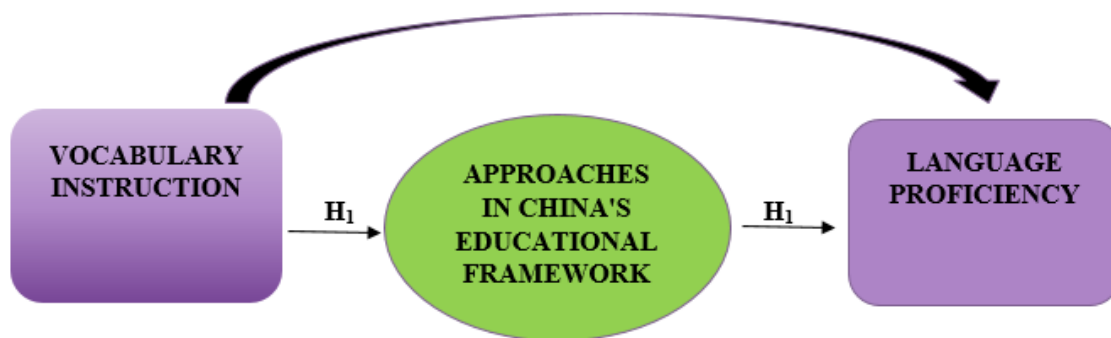 VOCABULARY
INSTRUCTION
H₁
APPROACHES
IN CHINA'S
EDUCATIONAL
FRAMEWORK
H₁
LANGUAGE
PROFICIENCY